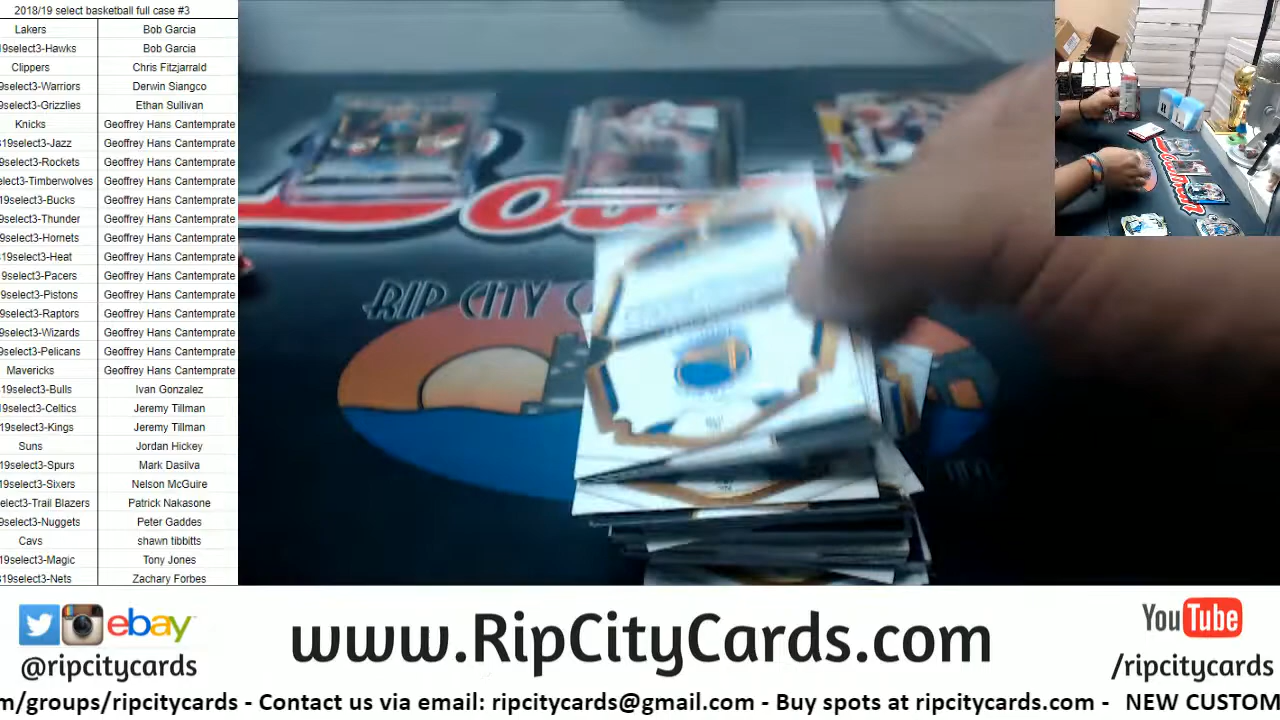 2018/19 select basketball full case #3
Lakers Bob Garcia
19select3-Hawks Bob Garcia
Clippers Chris Fitzjarrald
9select3-Warriors Derwin Siangco
9select3-Grizzlies Ethan Sullivan
Knicks Geoffrey Hans Cantemprate
19select3-Jazz Geoffrey Hans Cantemprate
9select3-Rockets Geoffrey Hans Cantemprate
elect3-Timberwolves Geoffrey Hans Cantemprate
19select3-Bucks Geoffrey Hans Cantemprate
9select3-Thunder Geoffrey Hans Cantemprate
9select3-Hornets Geoffrey Hans Cantemprate
19select3-Heat Geoffrey Hans Cantemprate
9select3-Pacers Geoffrey Hans Cantemprate
9select3-Pistons Geoffrey Hans Cantemprate
9select3-Raptors Geoffrey Hans Cantemprate
9select3-Wizards Geoffrey Hans Cantemprate
9select3-Pelicans Geoffrey Hans Cantemprate
Mavericks Geoffrey Hans Cantemprate
19select3-Bulls Ivan Gonzalez
19select3-Celtics Jeremy Tillman
19select3-Kings Jeremy Tillman
Suns Jordan Hickey
19select3-Spurs Mark Dasilva
19select3-Sixers Nelson McGuire
elect3-Trail Blazers Patrick Nakasone
9select3-Nuggets Peter Gaddes
Cavs shawn tibbitts
19select3-Magic Tony Jones
19select3-Nets Zachary Forbes
RIP CITY C
ebay
@ripcitycards
www.RipCityCards.com
YouTube
/ripcitycards
m/groups/ripcitycards - Contact us via email: ripcitycards@gmail.com - Buy spots at ripcitycards.com - NEW CUSTOM